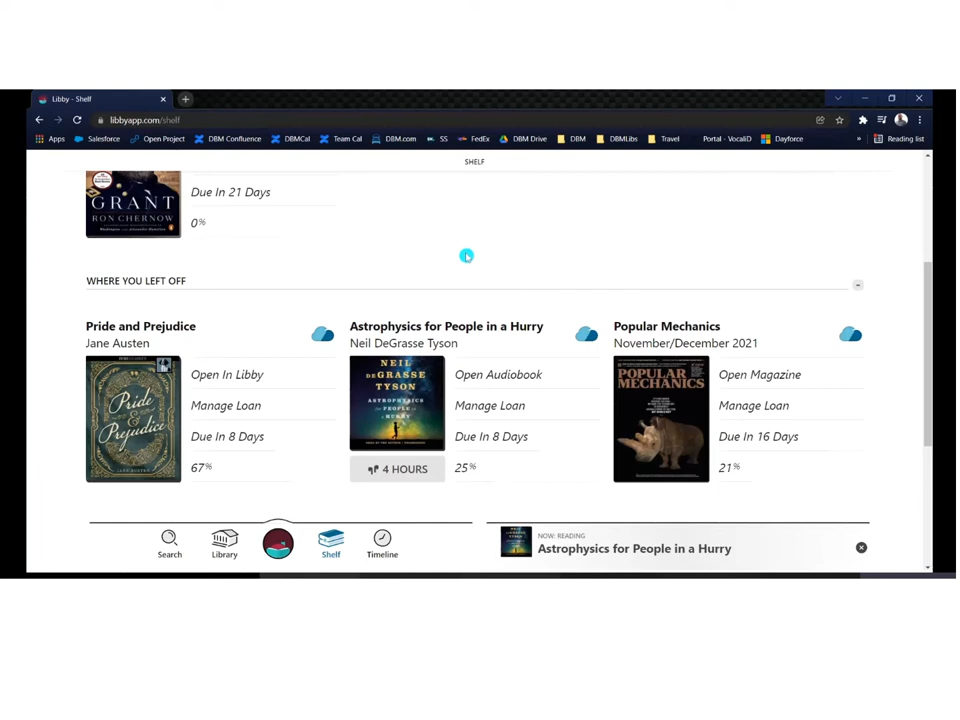 Libby - Shelf
libbyapp.com/shelf
Apps Salesforce Open Project DBM Confluence DBMCal Team Cal DBM.com SS FedEx DBM Drive DBM DBMLibs Travel Portal - VocaliD Dayforce » Reading list
SHELF
GRANT
RON CHERNOW
Due In 21 Days
0%
WHERE YOU LEFT OFF
Pride and Prejudice
Jane Austen
Pride
&
Prejudice
Open In Libby
Manage Loan
Due In 8 Days
67%
Astrophysics for People in a Hurry
Neil DeGrasse Tyson
NEIL
DEGRASSE
TYSON
ASTROPHYSICS
FOR PEOPLE
IN A
HURRY
4 HOURS
Open Audiobook
Manage Loan
Due In 8 Days
25%
Popular Mechanics
November/December 2021
POPULAR
MECHANICS
Open Magazine
Manage Loan
Due In 16 Days
21%
Search
Library
Shelf
Timeline
NOW: READING
Astrophysics for People in a Hurry